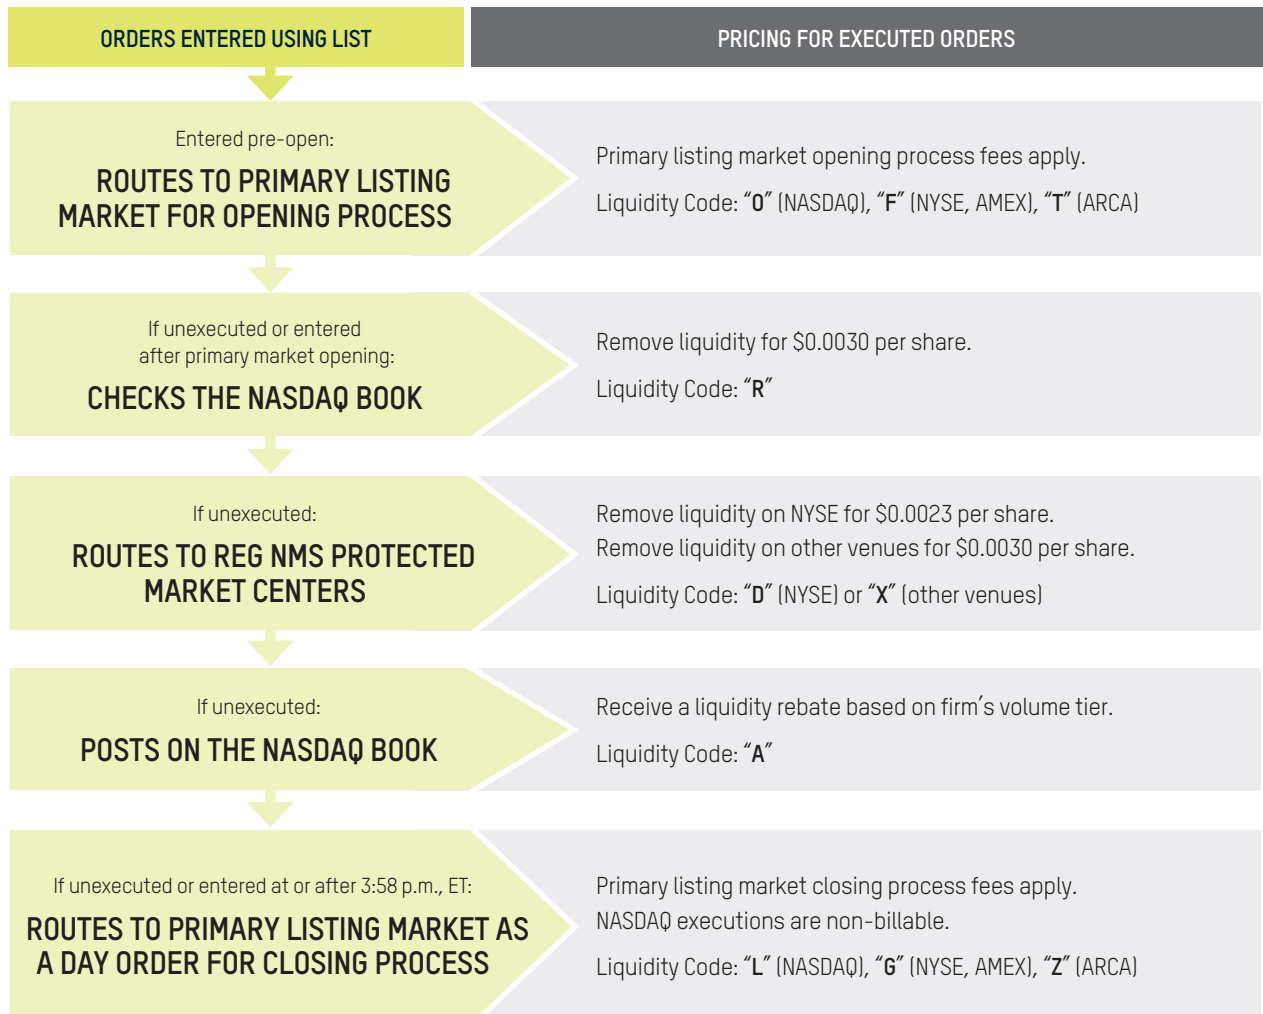 ORDERS ENTERED USING LIST
PRICING FOR EXECUTED ORDERS
Entered pre-open:
ROUTES TO PRIMARY LISTING
MARKET FOR OPENING PROCESS
Primary listing market opening process fees apply.
Liquidity Code: “O” (NASDAQ), “F” (NYSE, AMEX), “T” (ARCA)
If unexecuted or entered
after primary market opening:
CHECKS THE NASDAQ BOOK
Remove liquidity for $0.0030 per share.
Liquidity Code: “R”
If unexecuted:
ROUTES TO REG NMS PROTECTED
MARKET CENTERS
Remove liquidity on NYSE for $0.0023 per share.
Remove liquidity on other venues for $0.0030 per share.
Liquidity Code: “D” (NYSE) or “X” (other venues)
If unexecuted:
POSTS ON THE NASDAQ BOOK
Receive a liquidity rebate based on firm’s volume tier.
Liquidity Code: “A”
If unexecuted or entered at or after 3:58 p.m., ET:
ROUTES TO PRIMARY LISTING MARKET AS
A DAY ORDER FOR CLOSING PROCESS
Primary listing market closing process fees apply.
NASDAQ executions are non-billable.
Liquidity Code: “L” (NASDAQ), “G” (NYSE, AMEX), “Z” (ARCA)